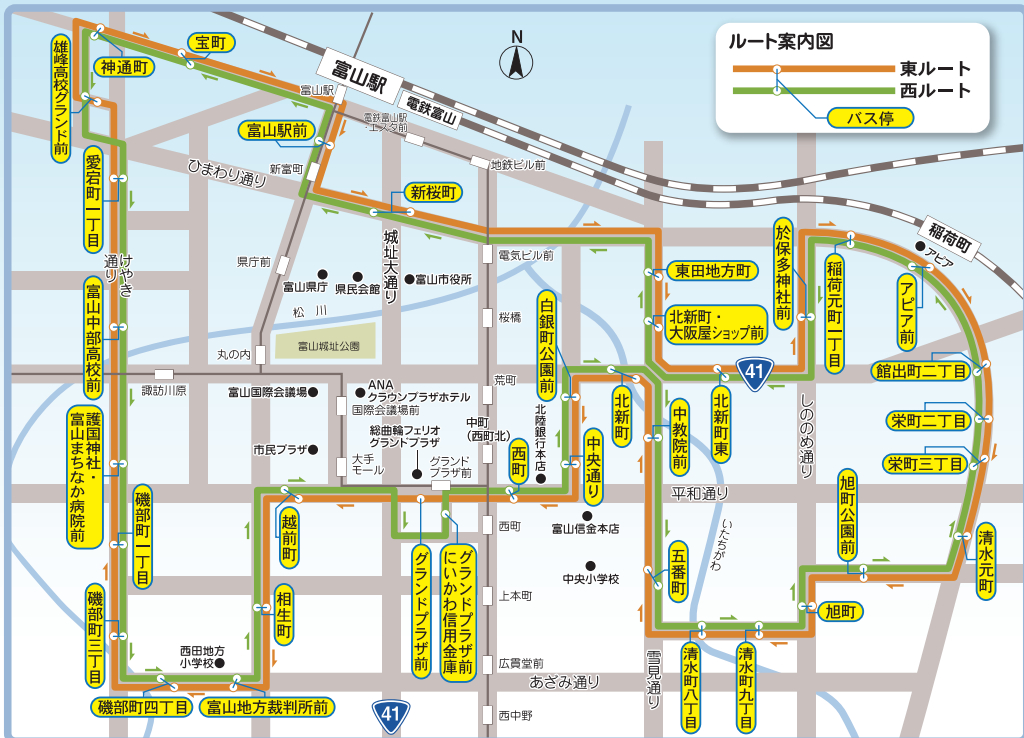 ルート案内図
東ルート
西ルート
バス停
N
富山駅
電鉄富山
富山駅
電鉄富山駅
・エスタ前
地鉄ビル前
新富町
県庁前
丸の内
諏訪川原
国際会議場前
大手
モール
グランド
プラザ前
電気ビル前
桜橋
荒町
中町
(西町北)
西町
上本町
広貫堂前
西中野
稲荷町
アピア
雄峰高校グランド前
神通町
宝町
富山駅前
新桜町
愛宕町一丁目
富山中部高校前
護国神社・
富山まちなか病院前
磯部町一丁目
磯部町三丁目
磯部町四丁目
富山地方裁判所前
相生町
越前町
グランドプラザ前
グランドプラザ前
にいかわ信用金庫
西町
中央通り
白銀町公園前
北新町
中教院前
北新町東
東田地方町
北新町・
大阪屋ショップ前
於保多神社前
稲荷元町一丁目
アピア前
館出町二丁目
栄町二丁目
栄町三丁目
清水元町
旭町公園前
旭町
清水町九丁目
清水町八丁目
五番町
ひまわり通り
けやき
通り
城址大通り
しののめ通り
平和通り
あざみ通り
雪見通り
松川
いたちがわ
富山県庁
県民会館
富山市役所
富山城址公園
富山国際会議場
ANA
クラウンプラザホテル
総曲輪フェリオ
グランドプラザ
市民プラザ
北陸銀行本店
富山信金本店
中央小学校
西田地方
小学校
41
41